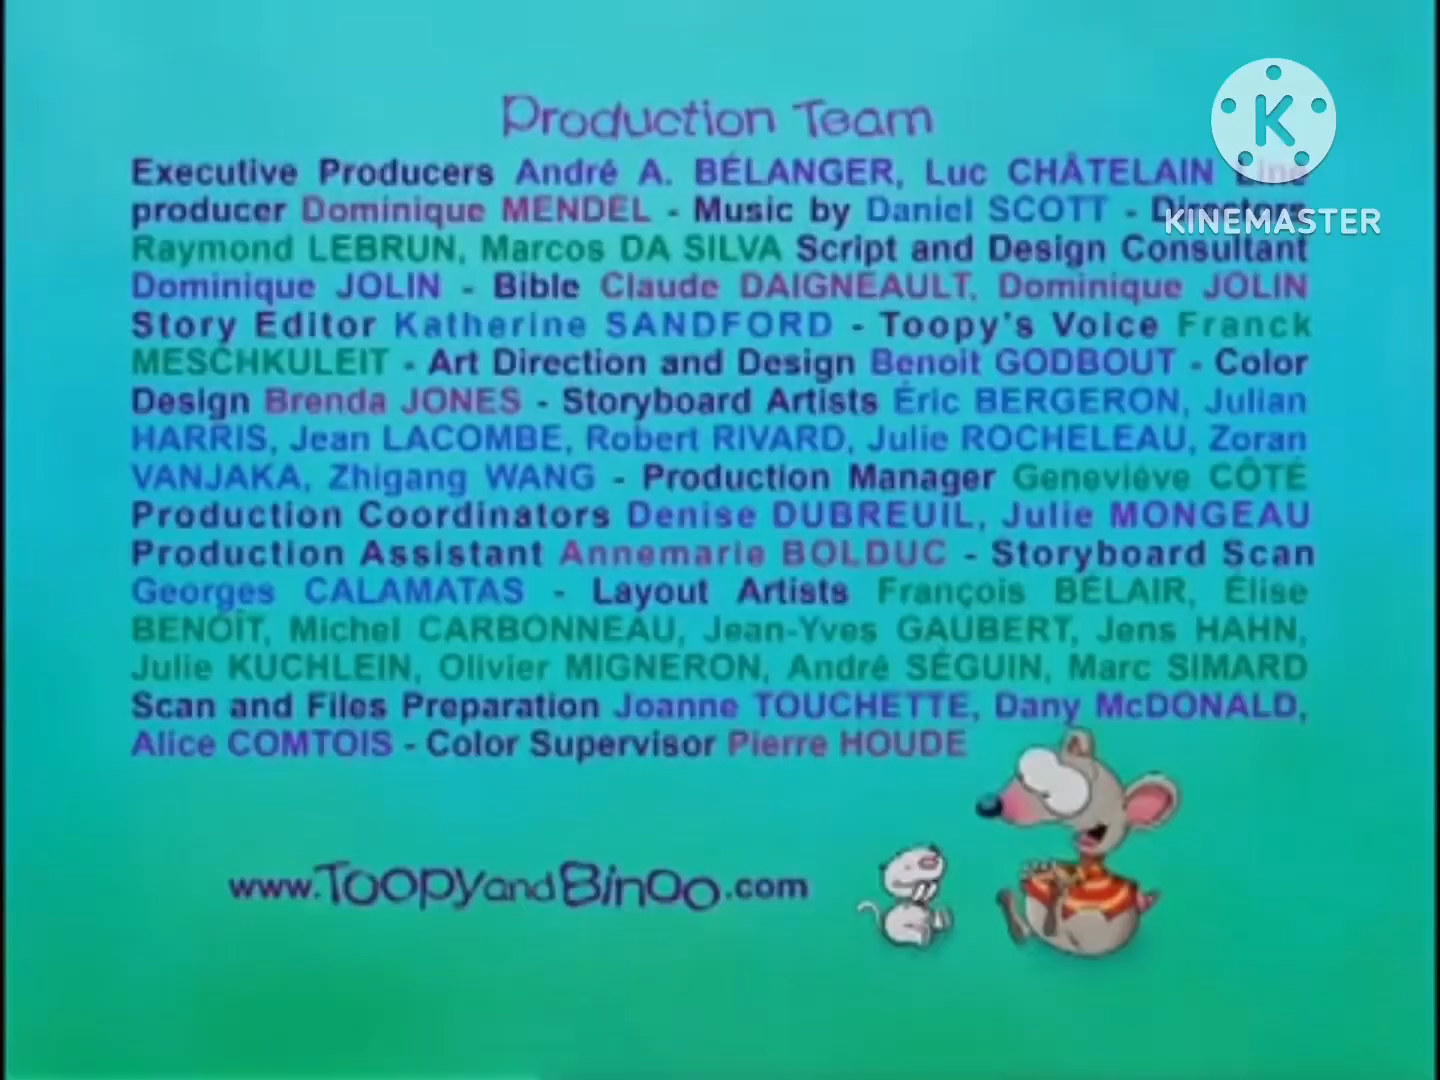 Production Team
K
KINEMASTER
Executive Producers André A. BÉLANGER, Luc CHÂTELAIN Line
producer Dominique MENDEL - Music by Daniel SCOTT - Directors
Raymond LEBRUN, Marcos DA SILVA Script and Design Consultant
Dominique JOLIN - Bible Claude DAIGNEAULT, Dominique JOLIN
Story Editor Katherine SANDFORD - Toopy's Voice Franck
MESCHKULEIT - Art Direction and Design Benoit GODBOUT - Color
Design Brenda JONES - Storyboard Artists Éric BERGERON, Julian
HARRIS, Jean LACOMBE, Robert RIVARD, Julie ROCHELEAU, Zoran
VANJAKA, Zhigang WANG - Production Manager Geneviève CÔTÉ
Production Coordinators Denise DUBREUIL, Julie MONGEAU
Production Assistant Annemarie BOLDUC - Storyboard Scan
Georges CALAMATAS - Layout Artists François BÉLAIR, Élise
BENOÎT, Michel CARBONNEAU, Jean-Yves GAUBERT, Jens HAHN,
Julie KUCHLEIN, Olivier MIGNERON, André SÉGUIN, Marc SIMARD
Scan and Files Preparation Joanne TOUCHETTE, Dany McDONALD,
Alice COMTOIS - Color Supervisor Pierre HOUDE
www.TOOPYandBinOo.com